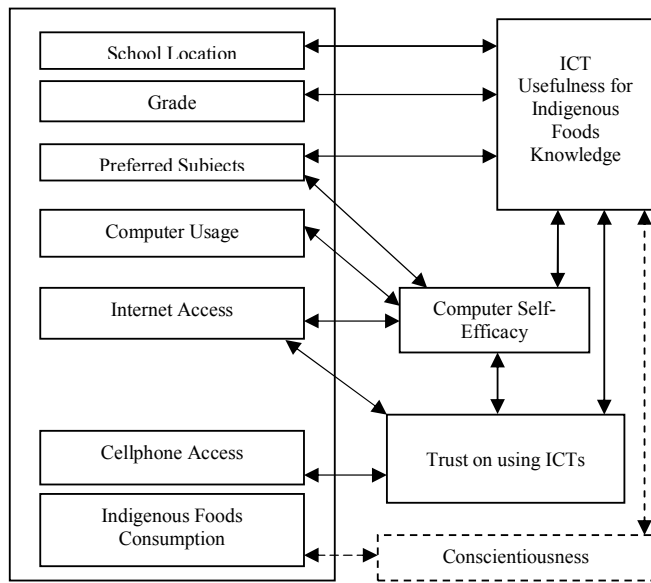 School Location
Grade
Preferred Subjects
Computer Usage
Internet Access
Cellphone Access
Indigenous Foods
Consumption
ICT
Usefulness for
Indigenous
Foods
Knowledge
Computer Self-
Efficacy
Trust on using ICTs
Conscientiousness